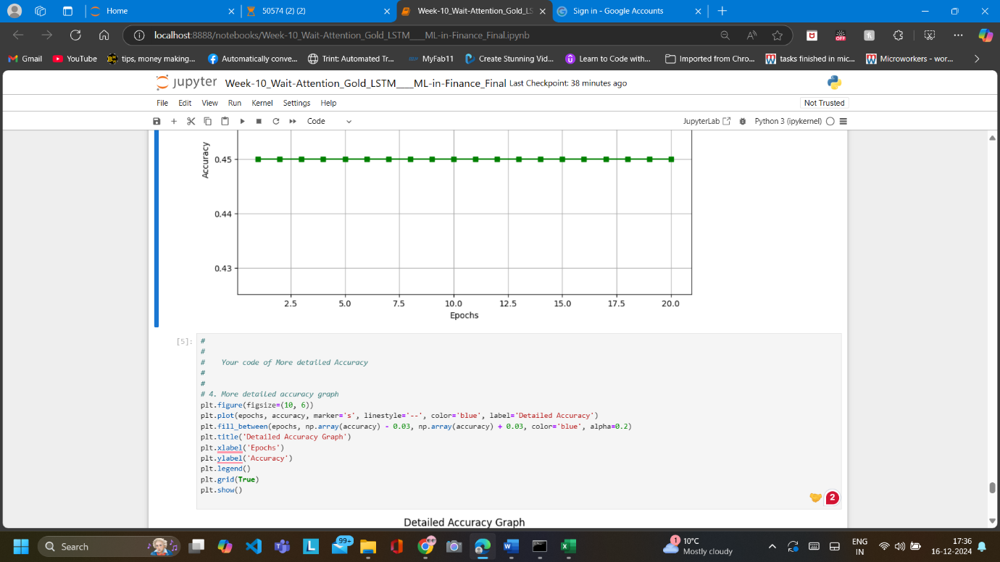 Home
50574 (2) (2)
Week-10_Wait-Attention_Gold_LS
Sign in - Google Accounts
localhost:8888/notebooks/Week-10_Wait-Attention_Gold_LSTM____ML-in-Finance_Final.ipynb
OFF
Gmail
YouTube
tips, money making...
Automatically conve...
Trint: Automated Tr...
MyFab11
Create Stunning Vid...
Learn to Code with...
Imported from Chro...
tasks finished in mic...
Microworkers - wor...
jupyter Week-10_Wait-Attention_Gold_LSTM____ML-in-Finance_Final Last Checkpoint: 38 minutes ago
File Edit View Run Kernel Settings Help
Not Trusted
Code
JupyterLab
Python 3 (ipykernel)
Accuracy
0.45
0.44
0.43
2.5 5.0 7.5 10.0 12.5 15.0 17.5 20.0
Epochs
[5]:
#
#
# Your code of More detailed Accuracy
#
#
# 4. More detailed accuracy graph
plt.figure(figsize=(10, 6))
plt.plot(epochs, accuracy, marker='s', linestyle='--', color='blue', label='Detailed Accuracy')
plt.fill_between(epochs, np.array(accuracy) - 0.03, np.array(accuracy) + 0.03, color='blue', alpha=0.2)
plt.title('Detailed Accuracy Graph')
plt.xlabel('Epochs')
plt.ylabel('Accuracy')
plt.legend()
plt.grid(True)
plt.show()
2
Detailed Accuracy Graph
Search
99+
1
10°C
Mostly cloudy
ENG
IN
17:36
16-12-2024